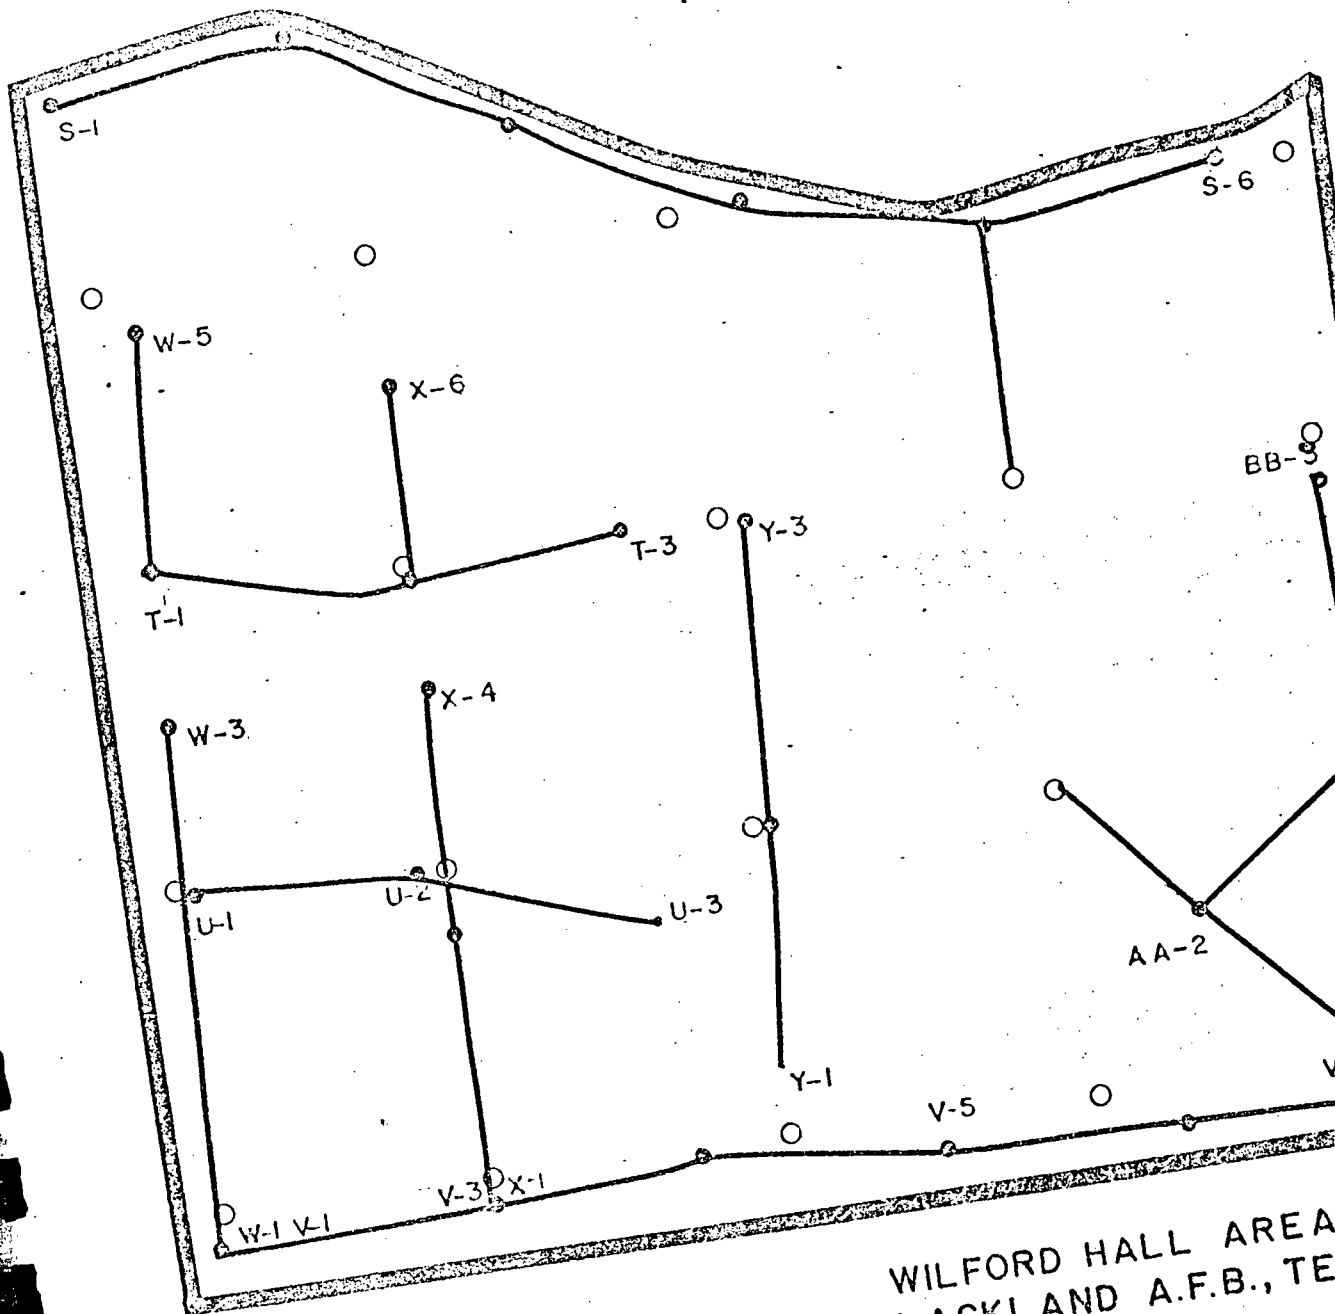 S-1
S-6
W-5
X-6
BB-3
Y-3
T-3
T-1
X-4
W-3
U-2
U-1
U-3
AA-2
Y-1
V
V-5
V-3 X-1
W-1 V-1
WILFORD HALL AREA
LACKLAND A.F.B., TE